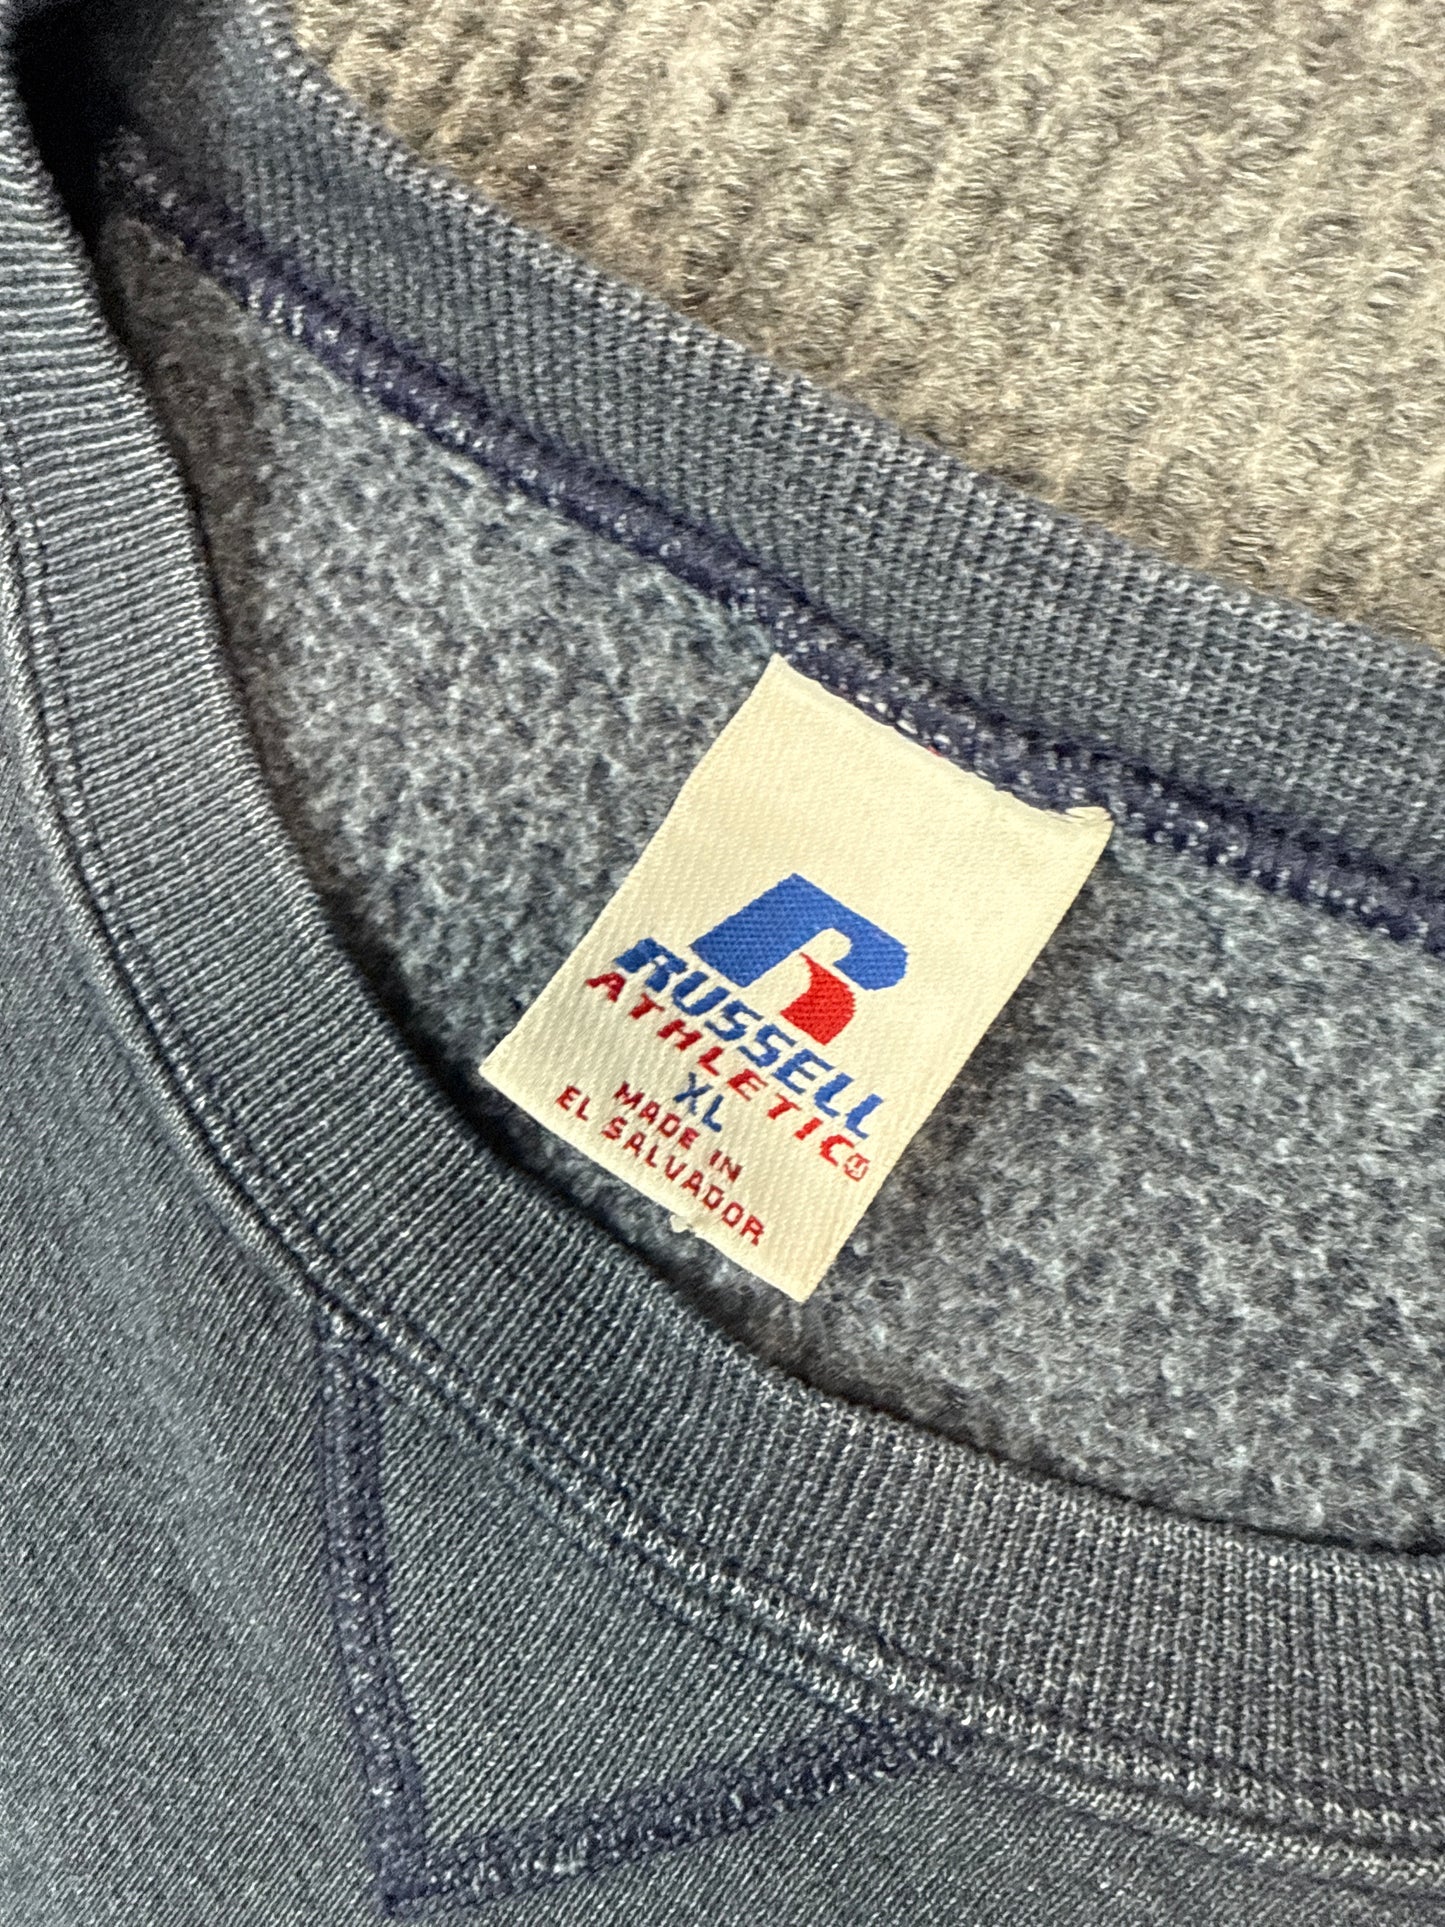 R
RUSSELL
ATHLETIC®
XL
MADE IN
EL SALVADOR